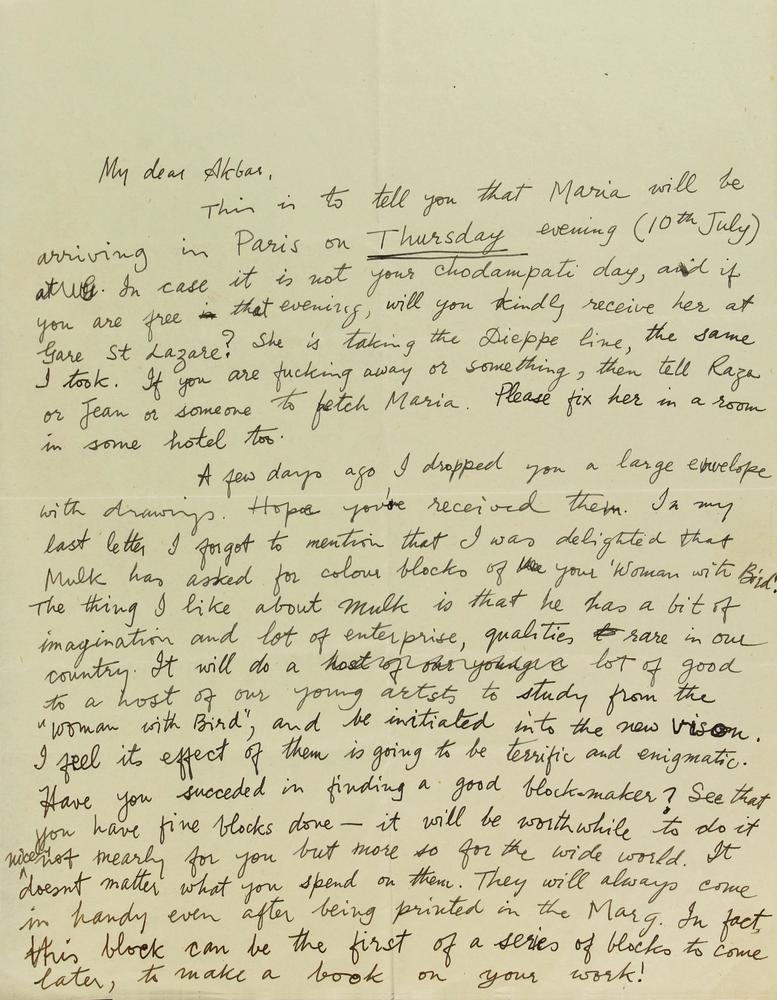 My dear Akbar,
This is to tell you that Maria will be
arriving in Paris on Thursday evening (10th July)
at. In case it is not your chodampati day, and if
you are free that evening, will you kindly receive her at
Gare St Lazare? She is taking the Dieppe line, the same
I took. If you are fucking away or something, then tell Raza
or Jean or someone to fetch Maria. Please fix her in a room
in some hotel too.
A few days ago I dropped you a large envelope
with drawings. Hope you've received them. In my
last letter I forgot to mention that I was delighted that
Mulk has asked for colour blocks of your 'Woman with Bird'.
The thing I like about Mulk is that he has a bit of
imagination and lot of enterprise, qualities rare in our
country. It will do a lot of good
to a host of our young artsts to study from the
"Woman with Bird", and be initiated into the new vison.
I feel its effect of them is going to be terrific and enigmatic.
Have you succeded in finding a good block-maker? See that
you have fine blocks done — it will be worthwhile to do it
not mearly for you but more so for the wide world. It
doesnt matter what you spend on them. They will always come
in handy even after being printed in the Marg. In fact,
this block can be the first of a series of blocks to come
later, to make a book on your work!